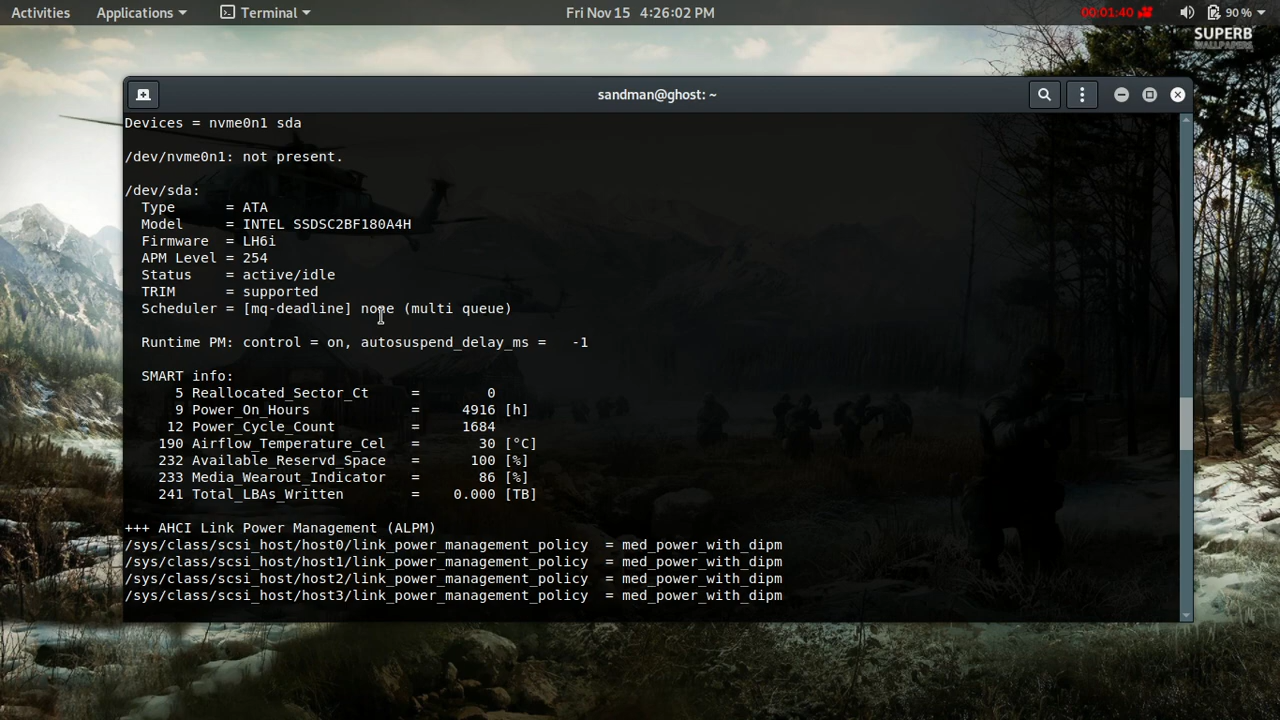 Activities Applications Terminal Fri Nov 15 4:26:02 PM 00:01:40 90 %
SUPERB
WALLPAPERS
sandman@ghost: ~
Devices = nvme0n1 sda
/dev/nvme0n1: not present.
/dev/sda:
Type = ATA
Model = INTEL SSDSC2BF180A4H
Firmware = LH6i
APM Level = 254
Status = active/idle
TRIM = supported
Scheduler = [mq-deadline] none (multi queue)
Runtime PM: control = on, autosuspend_delay_ms = -1
SMART info:
5 Reallocated_Sector_Ct = 0
9 Power_On_Hours = 4916 [h]
12 Power_Cycle_Count = 1684
190 Airflow_Temperature_Cel = 30 [°C]
232 Available_Reservd_Space = 100 [%]
233 Media_Wearout_Indicator = 86 [%]
241 Total_LBAs_Written = 0.000 [TB]
+++ AHCI Link Power Management (ALPM)
/sys/class/scsi_host/host0/link_power_management_policy = med_power_with_dipm
/sys/class/scsi_host/host1/link_power_management_policy = med_power_with_dipm
/sys/class/scsi_host/host2/link_power_management_policy = med_power_with_dipm
/sys/class/scsi_host/host3/link_power_management_policy = med_power_with_dipm